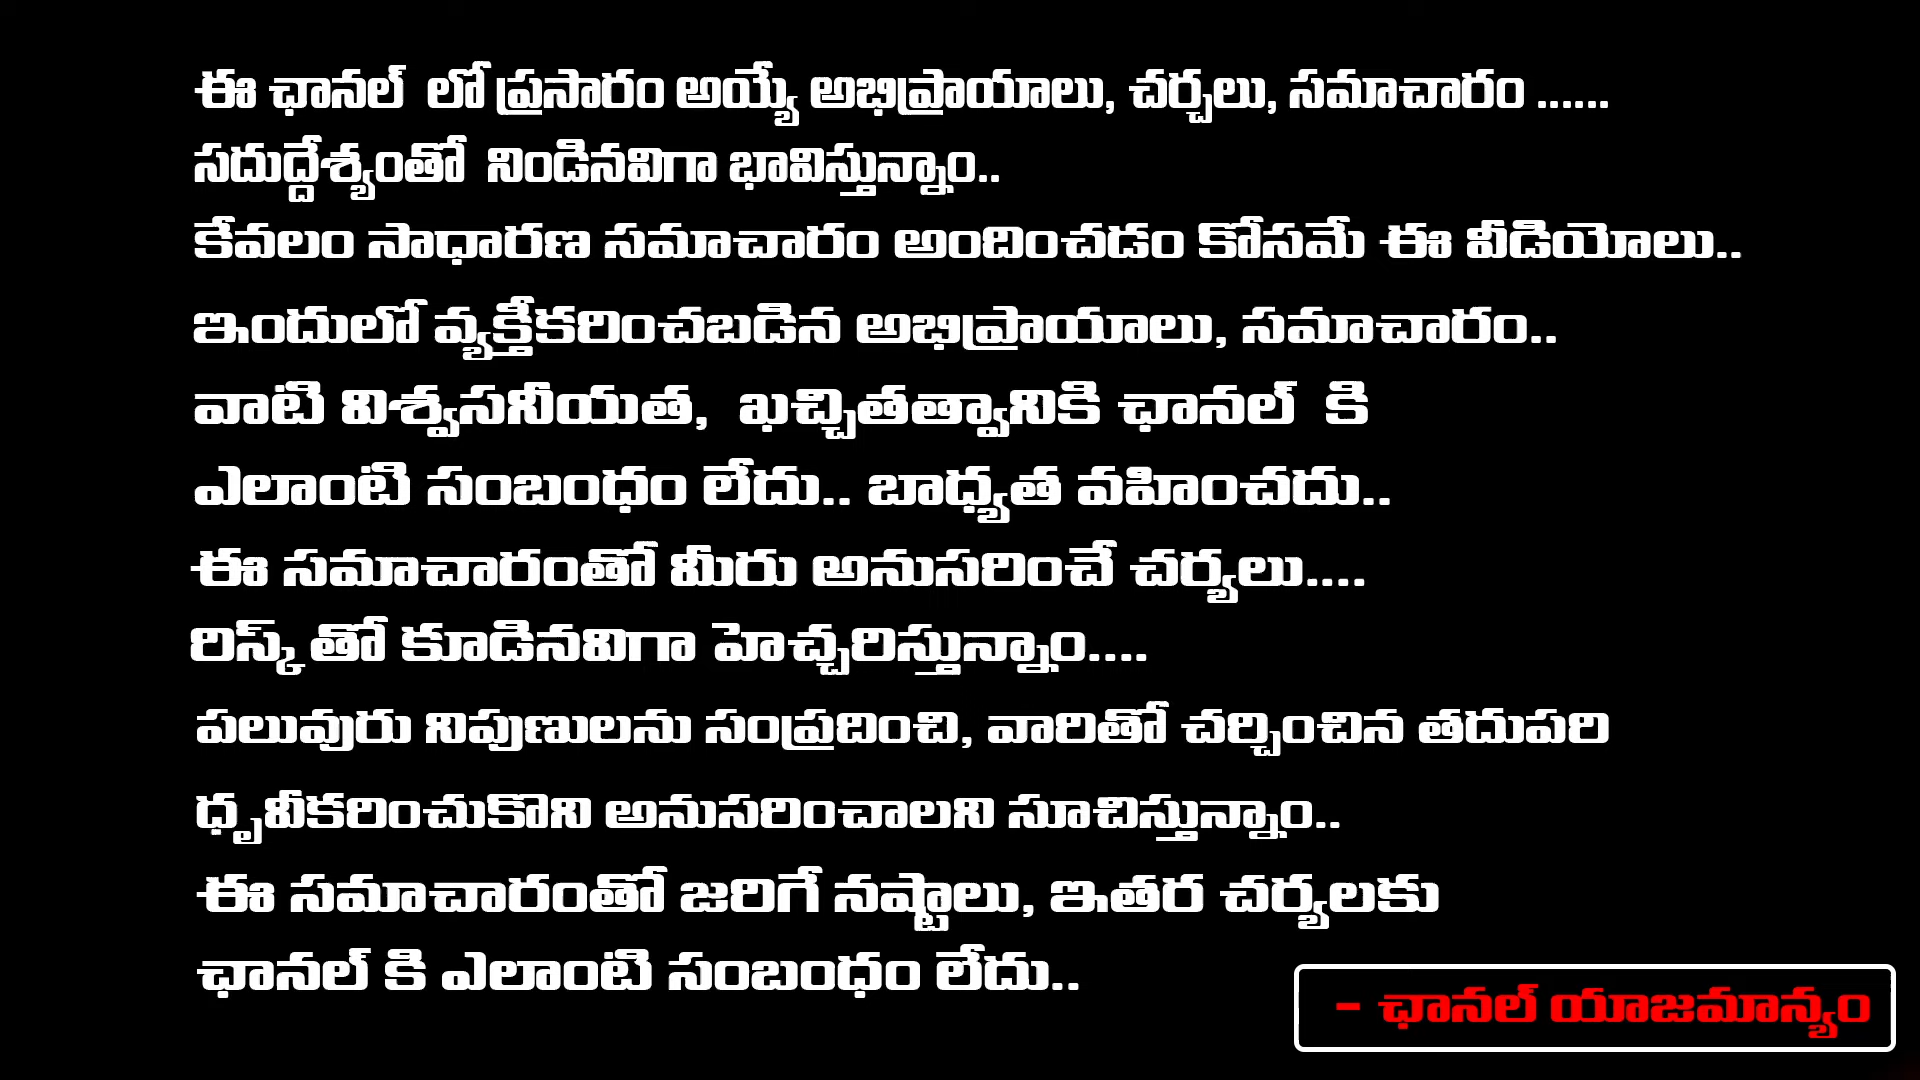 ఈ ఛానల్ లో ప్రసారం అయ్యే అభిప్రాయాలు, చర్చలు, సమాచారం ......
సదుద్దేశ్యంతో నిండినవిగా భావిస్తున్నాం..
కేవలం సాధారణ సమాచారం అందించడం కోసమే ఈ వీడియోలు..
ఇందులో వ్యక్తీకరించబడిన అభిప్రాయాలు, సమాచారం..
వాటి విశ్వసనీయత, ఖచ్చితత్వానికి ఛానల్ కి
ఎలాంటి సంబంధం లేదు.. బాధ్యత వహించదు..
ఈ సమాచారంతో మీరు అనుసరించే చర్యలు....
రిస్క్ తో కూడినవిగా హెచ్చరిస్తున్నాం....
పలువురు నిపుణులను సంప్రదించి, వారితో చర్చించిన తదుపరి
ధృవీకరించుకొని అనుసరించాలని సూచిస్తున్నాం..
ఈ సమాచారంతో జరిగే నష్టాలు, ఇతర చర్యలకు
ఛానల్ కి ఎలాంటి సంబంధం లేదు..
- ఛానల్ యాజమాన్యం